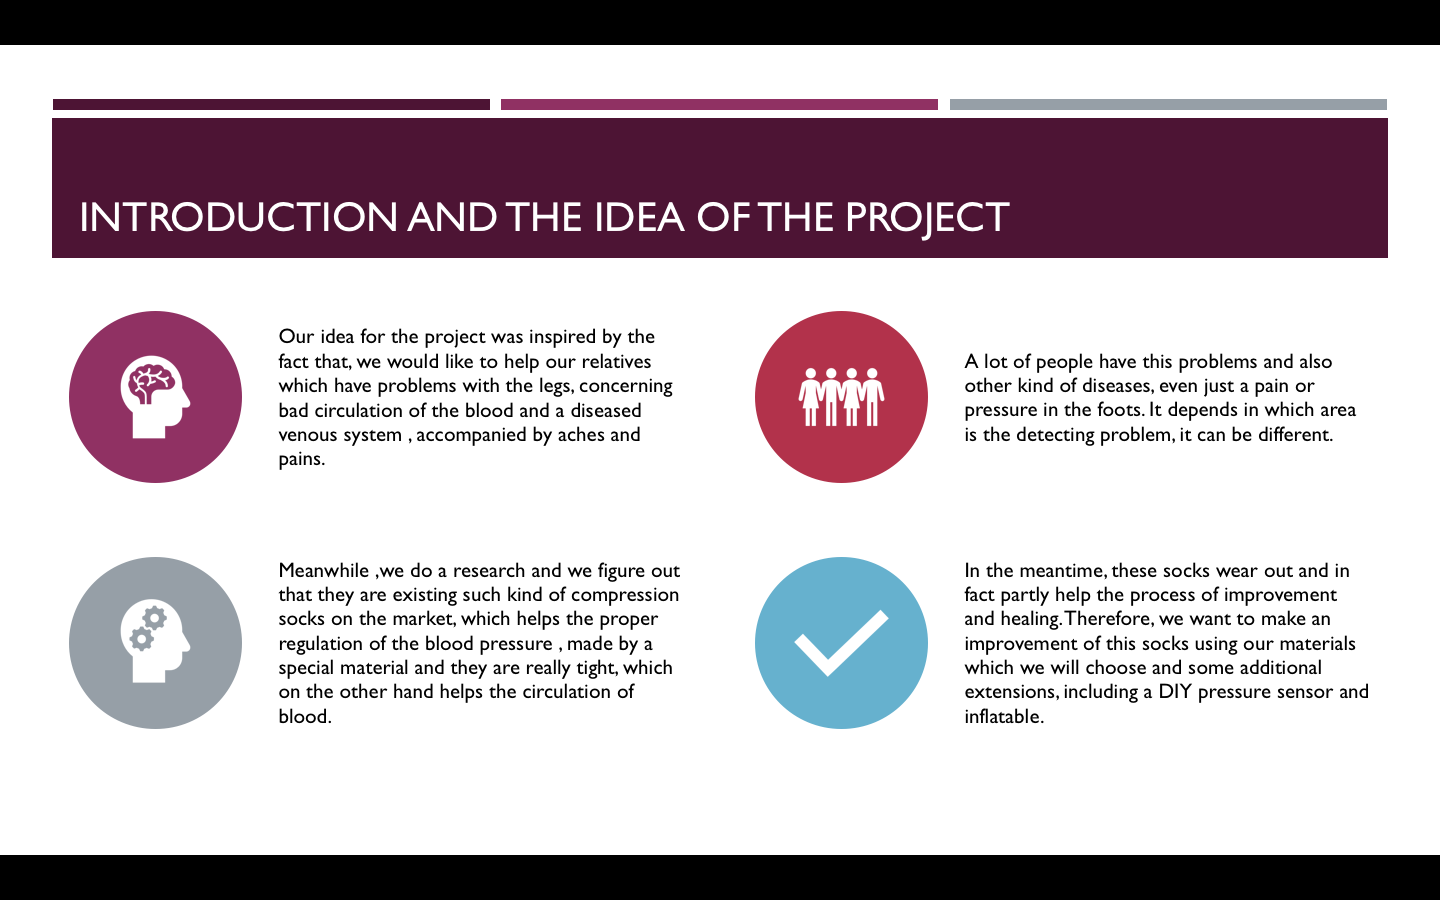 INTRODUCTION AND THE IDEA OF THE PROJECT
Our idea for the project was inspired by the
fact that, we would like to help our relatives
which have problems with the legs, concerning
bad circulation of the blood and a diseased
venous system , accompanied by aches and
pains.
A lot of people have this problems and also
other kind of diseases, even just a pain or
pressure in the foots. It depends in which area
is the detecting problem, it can be different.
Meanwhile ,we do a research and we figure out
that they are existing such kind of compression
socks on the market, which helps the proper
regulation of the blood pressure , made by a
special material and they are really tight, which
on the other hand helps the circulation of
blood.
In the meantime, these socks wear out and in
fact partly help the process of improvement
and healing. Therefore, we want to make an
improvement of this socks using our materials
which we will choose and some additional
extensions, including a DIY pressure sensor and
inflatable.